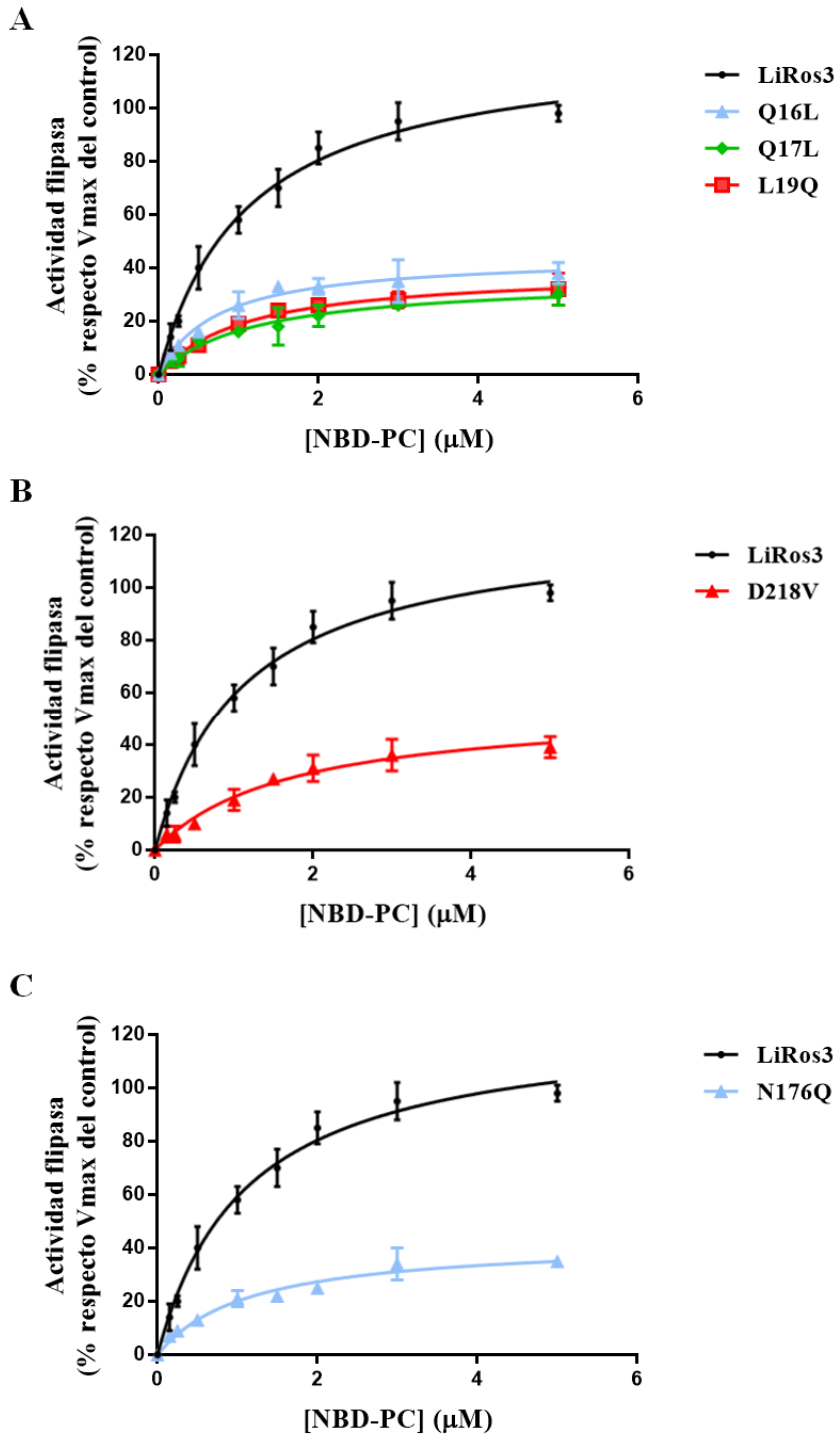 A
Actividad flipasa
(% respecto Vmax del control)
120
100
80
60
40
20
0
0
2
4
6
[NBD-PC] (μM)
LiRos3
Q16L
Q17L
L19Q
B
Actividad flipasa
(% respecto Vmax del control)
120
100
80
60
40
20
0
0
2
4
6
[NBD-PC] (μM)
LiRos3
D218V
C
Actividad flipasa
(% respecto Vmax del control)
120
100
80
60
40
20
0
0
2
4
6
[NBD-PC] (μM)
LiRos3
N176Q